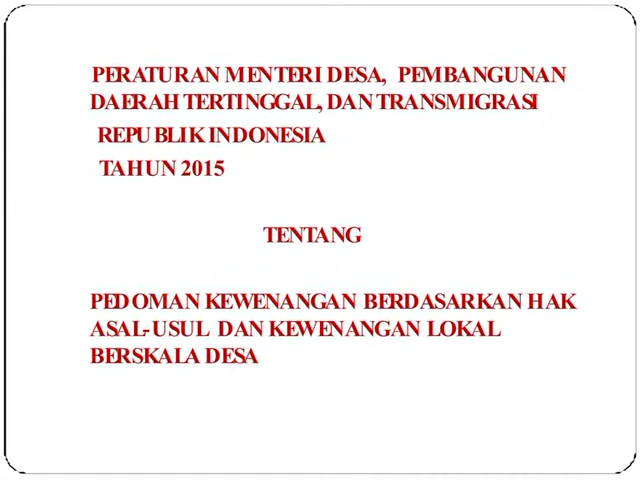 PERATURAN MENTERI DESA, PEMBANGUNAN
DAERAH TERTINGGAL, DAN TRANSMIGRASI
REPUBLIK INDONESIA
TAHUN 2015
TENTANG
PEDOMAN KEWENANGAN BERDASARKAN HAK
ASAL-USUL DAN KEWENANGAN LOKAL
BERSKALA DESA